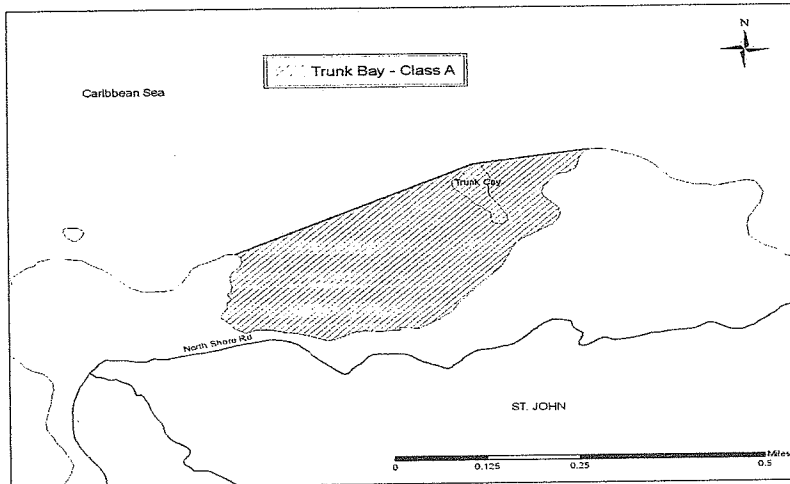 N
Trunk Bay - Class A
Caribbean Sea
Trunk Cay
North Shore Rd
ST. JOHN
Miles
0 0.125 0.25 0.5